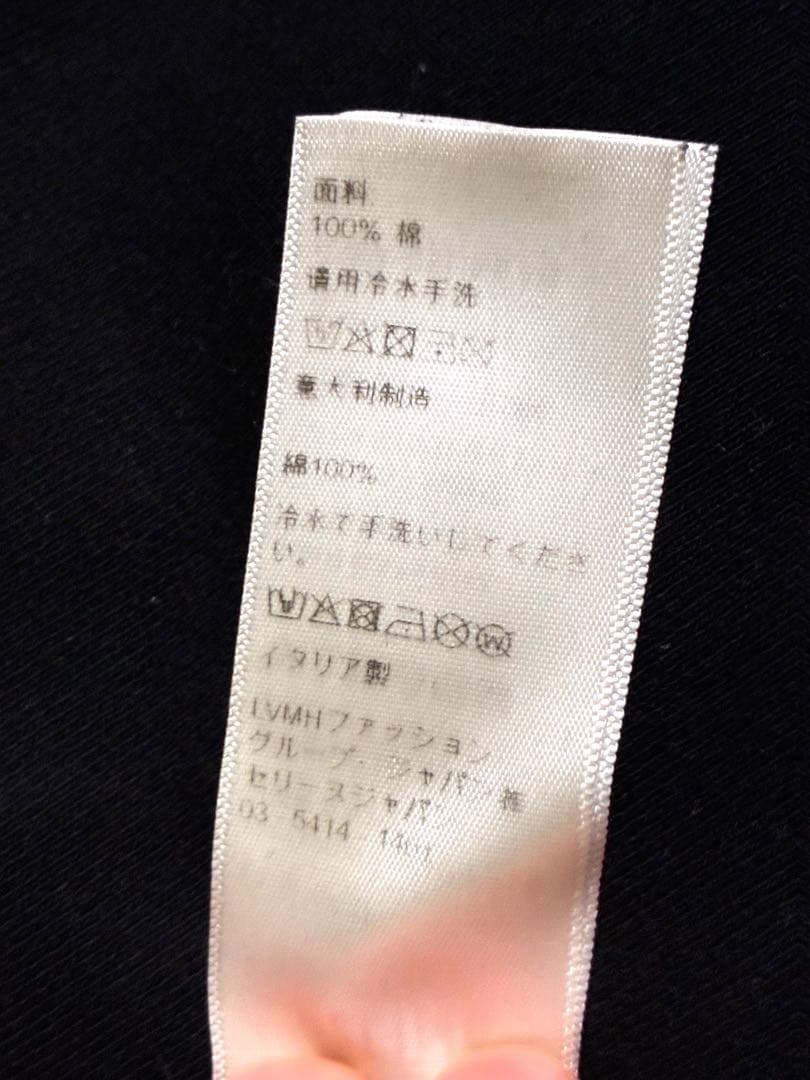 面料
100% 棉
請用冷水手洗
意大利制造
綿100%
冷水で手洗いしてくださ
い。
イタリア製
LVMHファッション
グループ・ジャパン 株
セリーヌジャパン
03 5414 1401